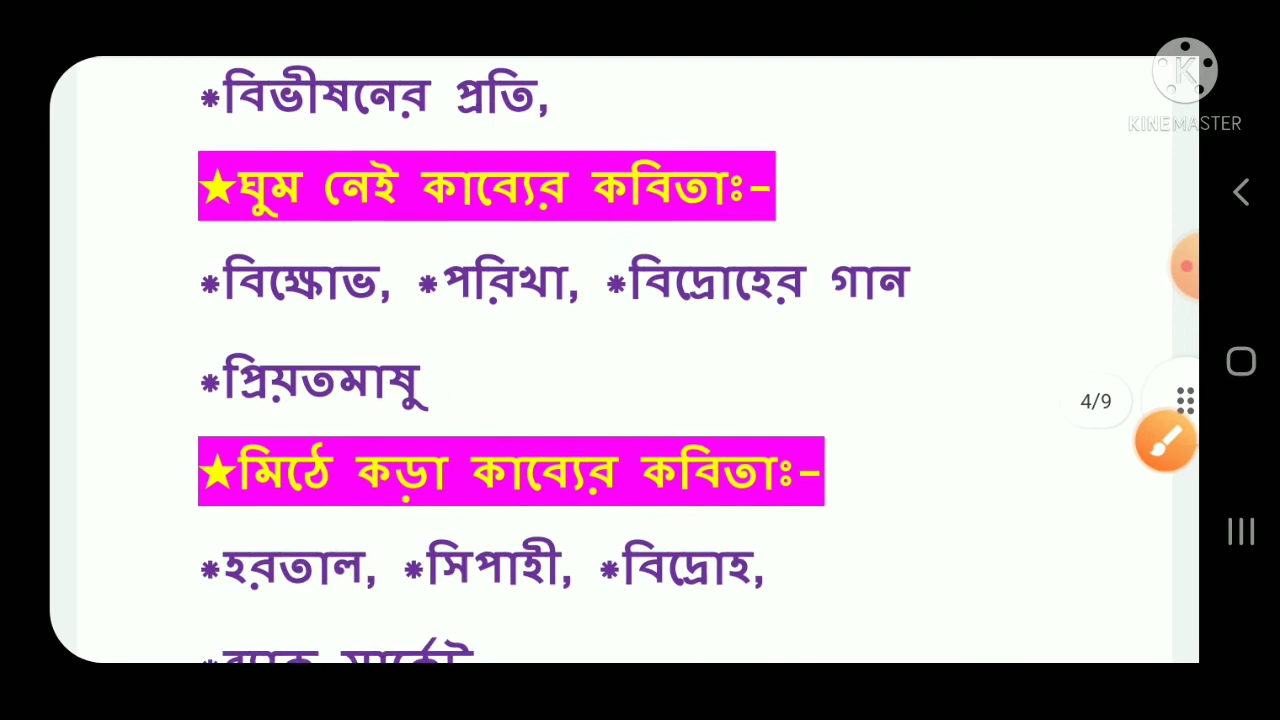 *বিভীষনের প্রতি,
★ঘুম নেই কাব্যের কবিতাঃ-
*বিক্ষোভ, *পরিখা, *বিদ্রোহের গান
*প্রিয়তমাষু
★মিঠে কড়া কাব্যের কবিতাঃ-
*হরতাল, *সিপাহী, *বিদ্রোহ,
K
KINEMASTER
4/9